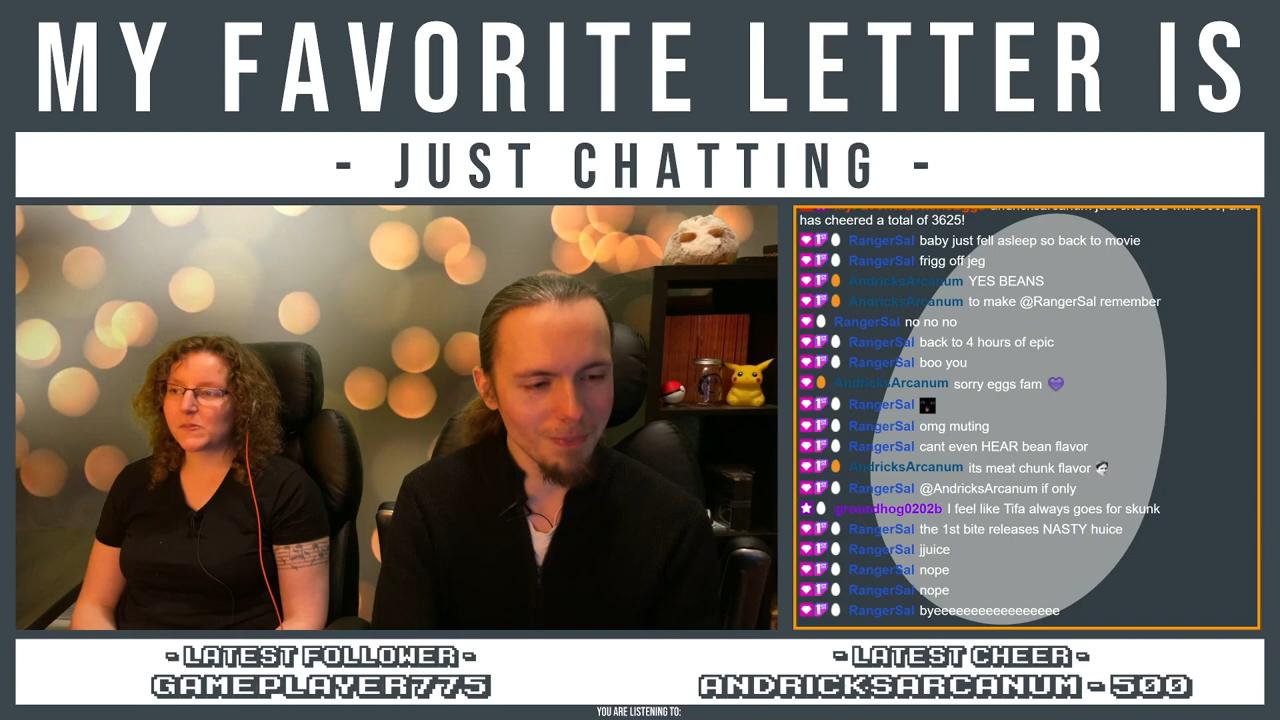 MY FAVORITE LETTER IS
- JUST CHATTING -
has cheered a total of 3625!
RangerSal baby just fell asleep so back to movie
RangerSal frigg off jeg
AndricksArcanum YES BEANS
AndricksArcanum to make @RangerSal remember
RangerSal no no no
RangerSal back to 4 hours of epic
RangerSal boo you
AndricksArcanum sorry eggs fam
RangerSal
RangerSal omg muting
RangerSal cant even HEAR bean flavor
AndricksArcanum its meat chunk flavor
RangerSal @AndricksArcanum if only
groundhog0202b I feel like Tifa always goes for skunk
RangerSal the 1st bite releases NASTY huice
RangerSal jjuice
RangerSal nope
RangerSal nope
RangerSal byeeeeeeeeeeeeeeeee
- LATEST FOLLOWER -
GAMEPLAYER775
- LATEST CHEER -
ANDRICKSARCANUM - 500
YOU ARE LISTENING TO: